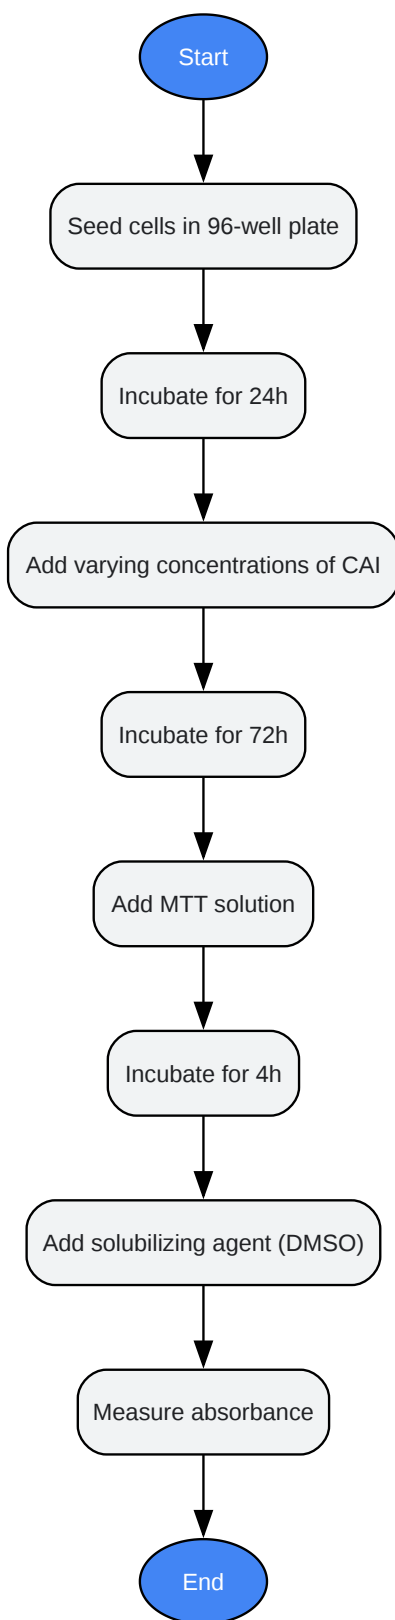 Start
Seed cells in 96-well plate
Incubate for 24h
Add varying concentrations of CAI
Incubate for 72h
Add MTT solution
Incubate for 4h
Add solubilizing agent (DMSO)
Measure absorbance
End